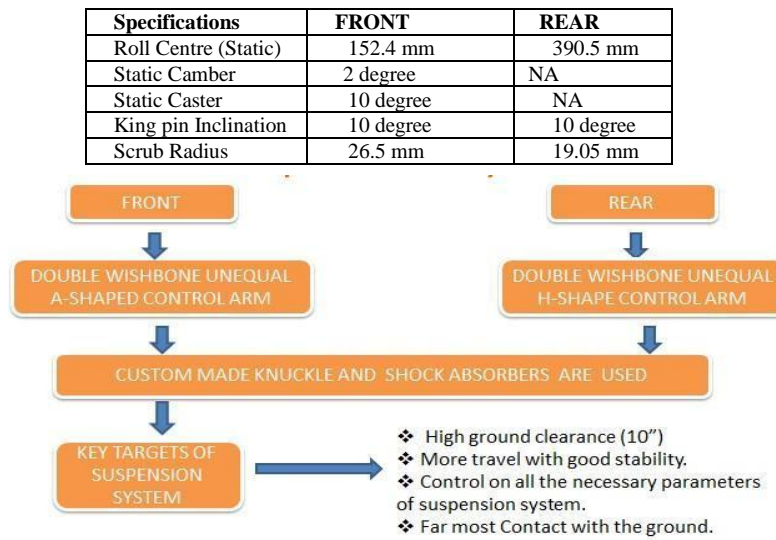 Specifications FRONT REAR
Roll Centre (Static) 152.4 mm 390.5 mm
Static Camber 2 degree NA
Static Caster 10 degree NA
King pin Inclination 10 degree 10 degree
Scrub Radius 26.5 mm 19.05 mm
FRONT
REAR
DOUBLE WISHBONE UNEQUAL
A-SHAPED CONTROL ARM
DOUBLE WISHBONE UNEQUAL
H-SHAPE CONTROL ARM
CUSTOM MADE KNUCKLE AND SHOCK ABSORBERS ARE USED
KEY TARGETS OF
SUSPENSION
SYSTEM
❖ High ground clearance (10”)
❖ More travel with good stability.
❖ Control on all the necessary parameters
of suspension system.
❖ Far most Contact with the ground.